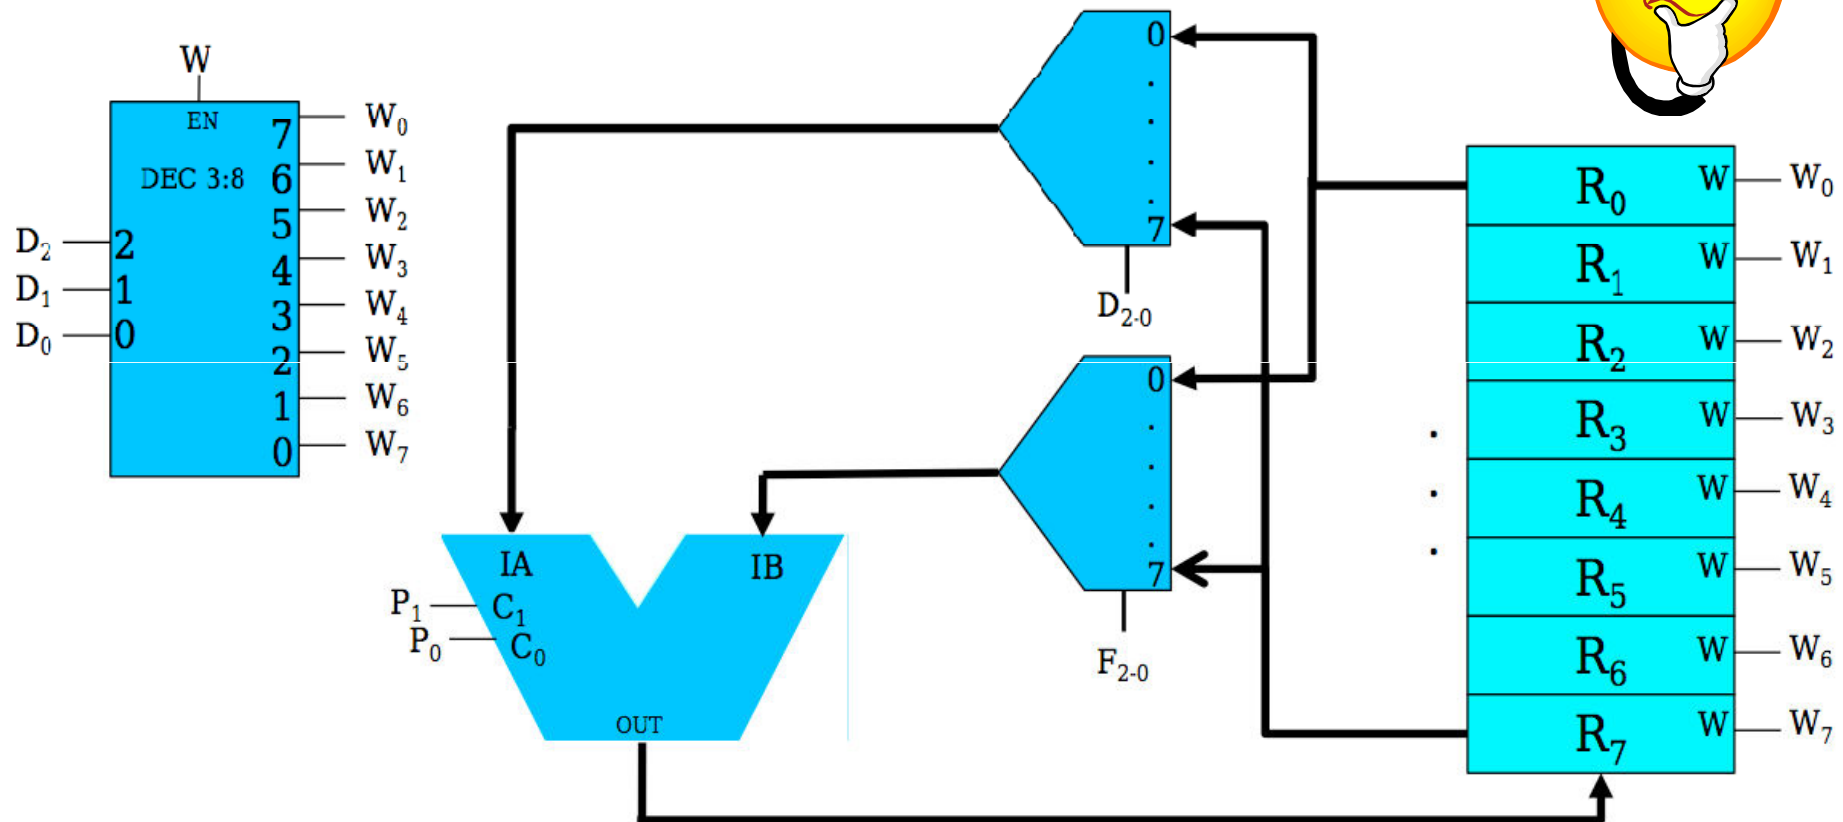 W
EN
DEC 3:8
D2
D1
D0
2
1
0
7
6
5
4
3
2
1
0
W0
W1
W2
W3
W4
W5
W6
W7
0
7
D2-0
0
7
F2-0
IA
IB
P1
P0
C1
C0
OUT
R0 W W0
R1 W W1
R2 W W2
R3 W W3
R4 W W4
R5 W W5
R6 W W6
R7 W W7